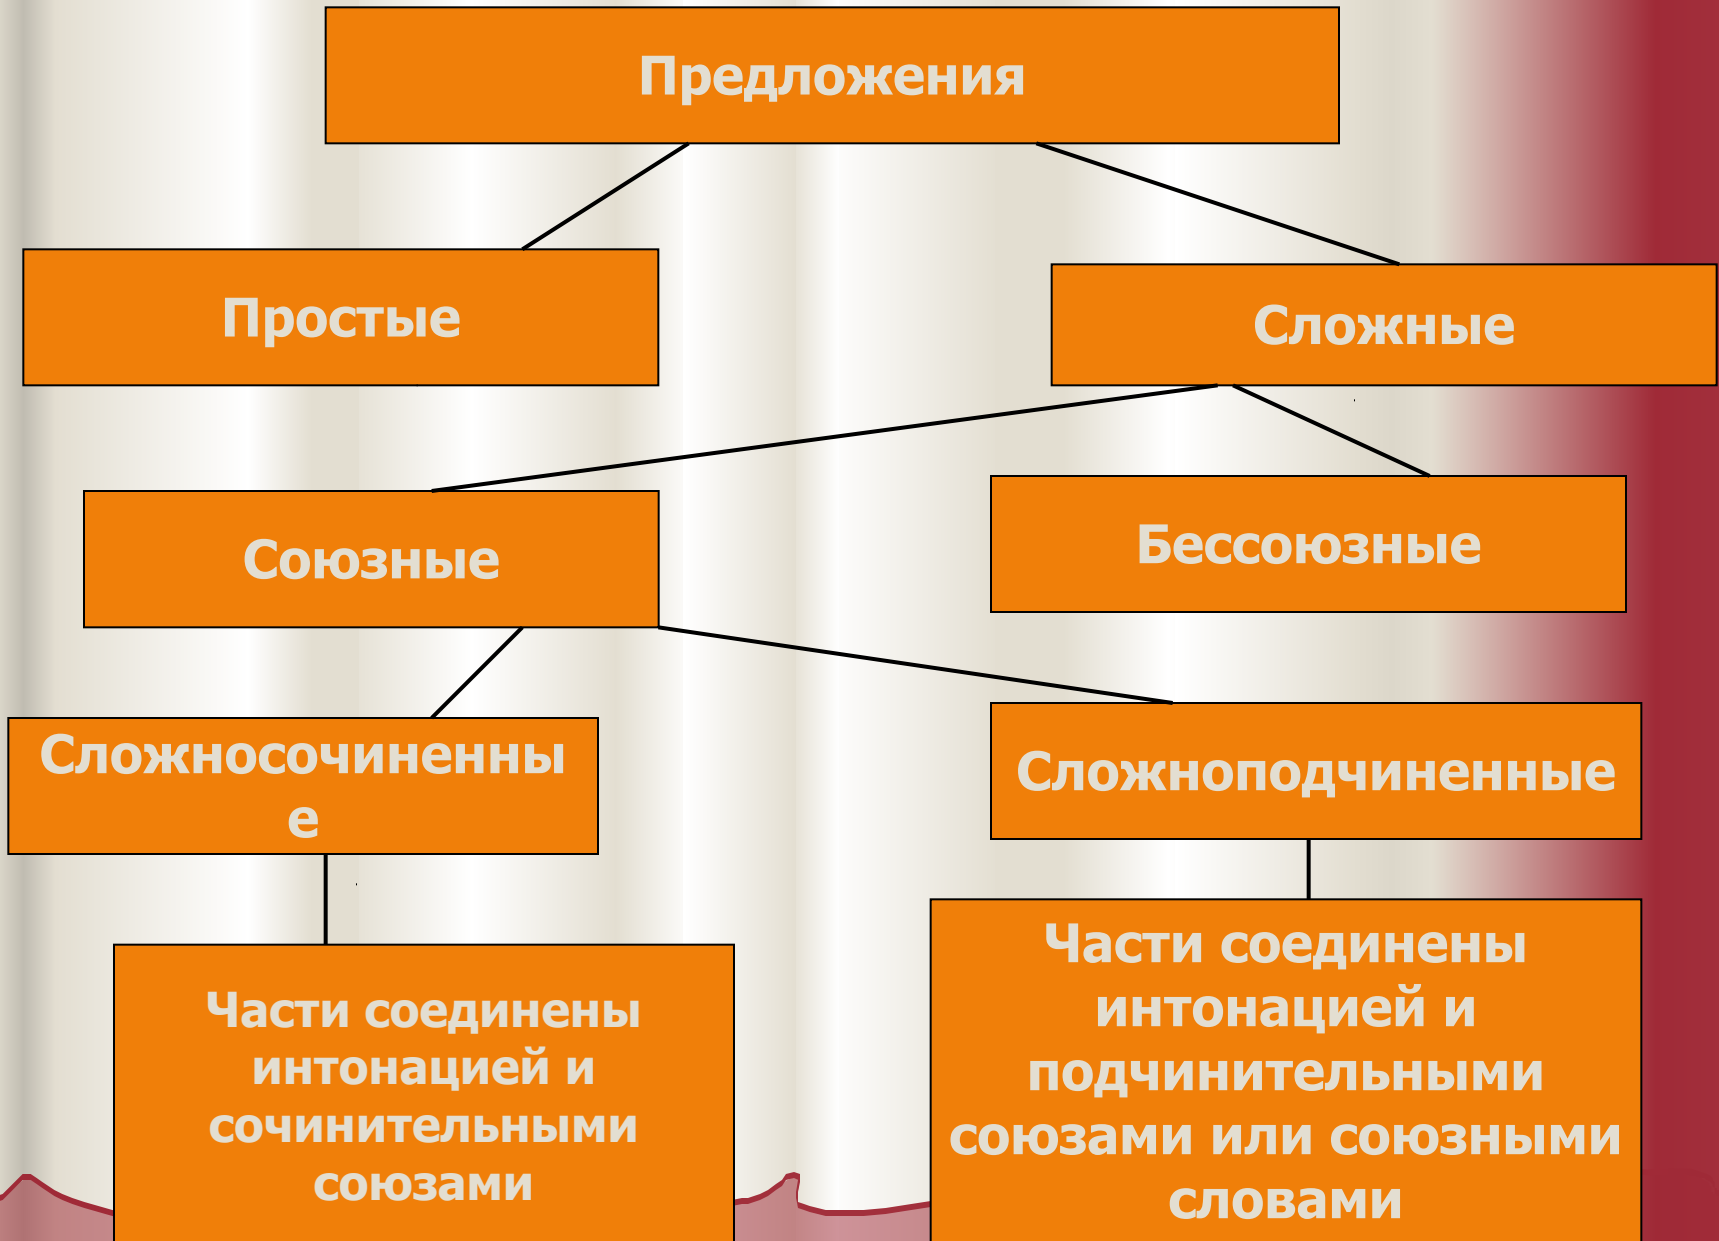 Предложения
Простые
Сложные
Союзные
Бессоюзные
Сложносочиненны
е
Сложноподчиненные
Части соединены
интонацией и
сочинительными
союзами
Части соединены
интонацией и
подчинительными
союзами или союзными
словами